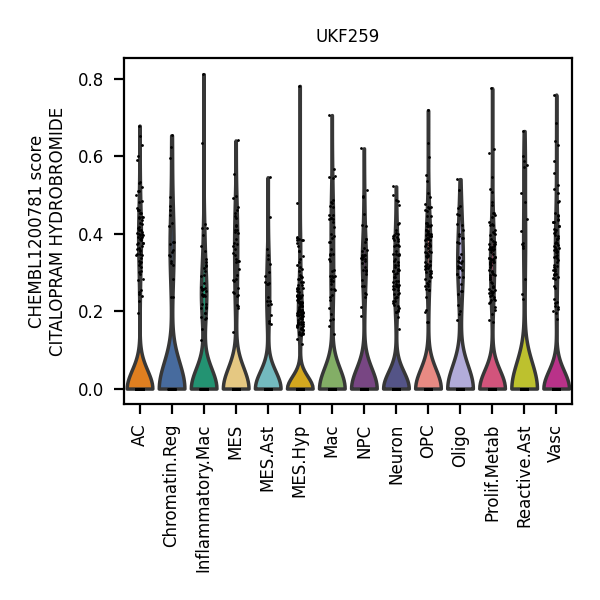 UKF259
CHEMBL1200781 score
CITALOPRAM HYDROBROMIDE
0.8
0.6
0.4
0.2
0.0
AC
Chromatin.Reg
Inflammatory.Mac
MES
MES.Ast
MES.Hyp
Mac
NPC
Neuron
OPC
Oligo
Prolif.Metab
Reactive.Ast
Vasc